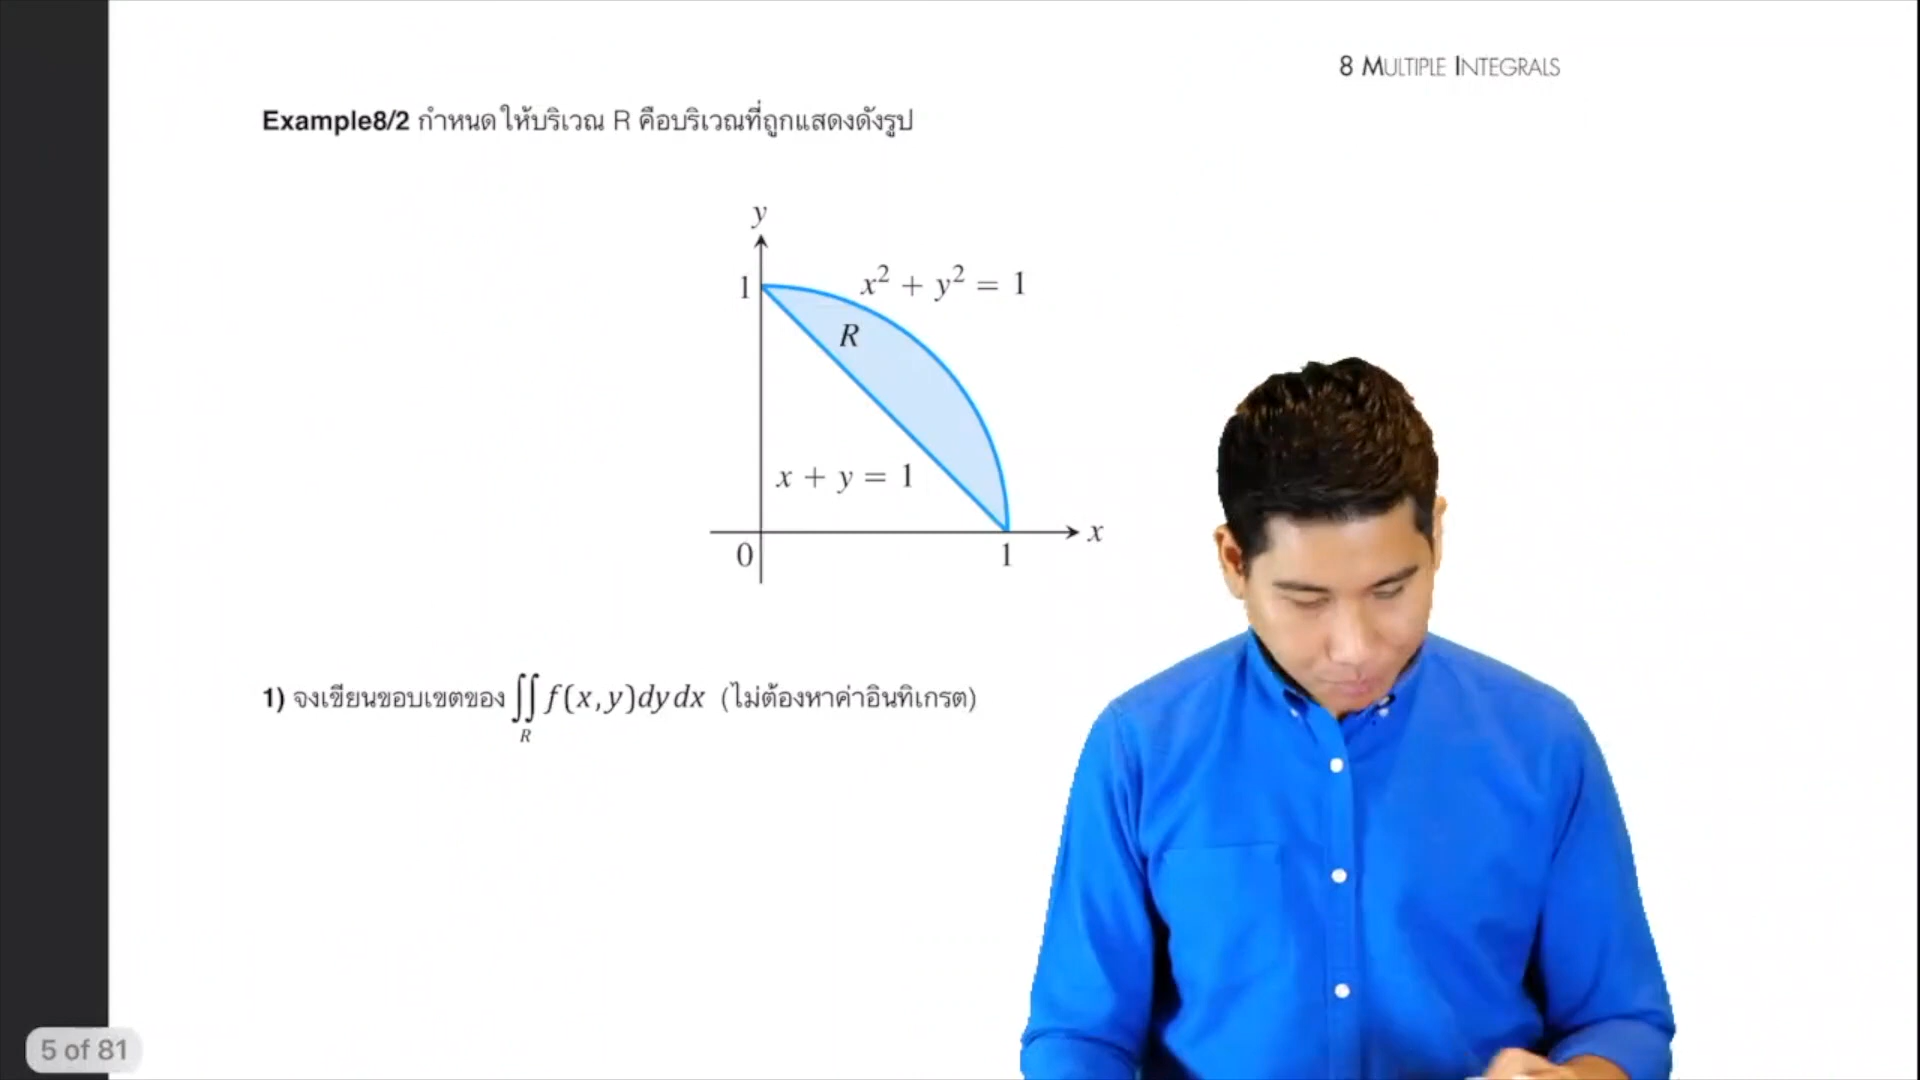 8 MULTIPLE INTEGRALS
Example8/2 กำหนดให้บริเวณ R คือบริเวณที่ถูกแสดงดังรูป
y
1
x² + y² = 1
R
x + y = 1
x
0
1
1) จงเขียนขอบเขตของ ∬_R f(x,y)dy dx (ไม่ต้องหาค่าอินทิเกรต)
5 of 81